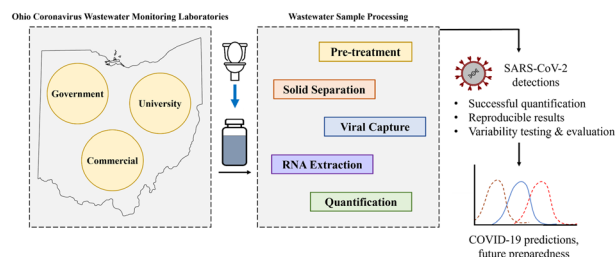 Ohio Coronavirus Wastewater Monitoring Laboratories
Government
University
Commercial
Wastewater Sample Processing
Pre-treatment
Solid Separation
Viral Capture
RNA Extraction
Quantification
SARS-CoV-2
detections
• Successful quantification
• Reproducible results
• Variability testing & evaluation
COVID-19 predictions,
future preparedness